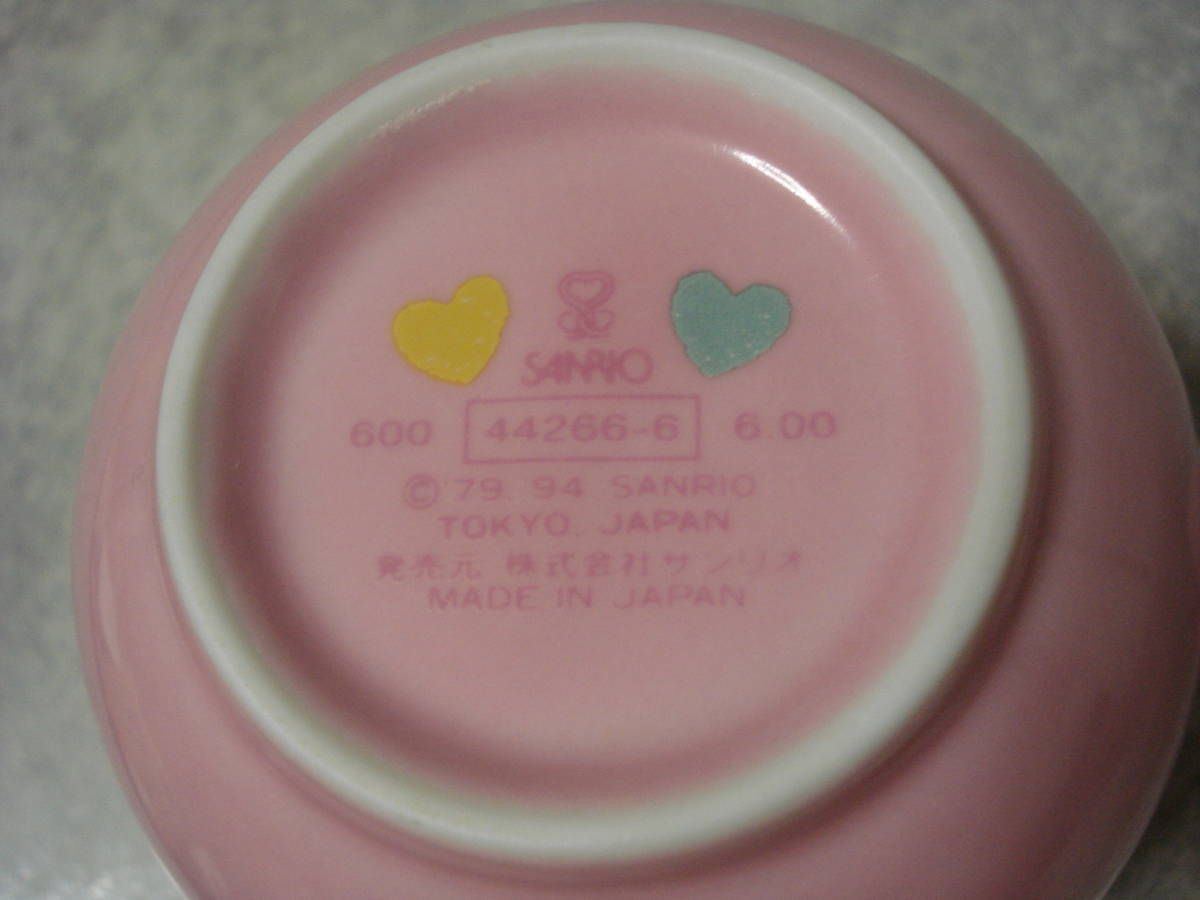 SANRIO
600 44266-6 6.00
© '79, 94 SANRIO
TOKYO, JAPAN
発売元 株式会社サンリオ
MADE IN JAPAN